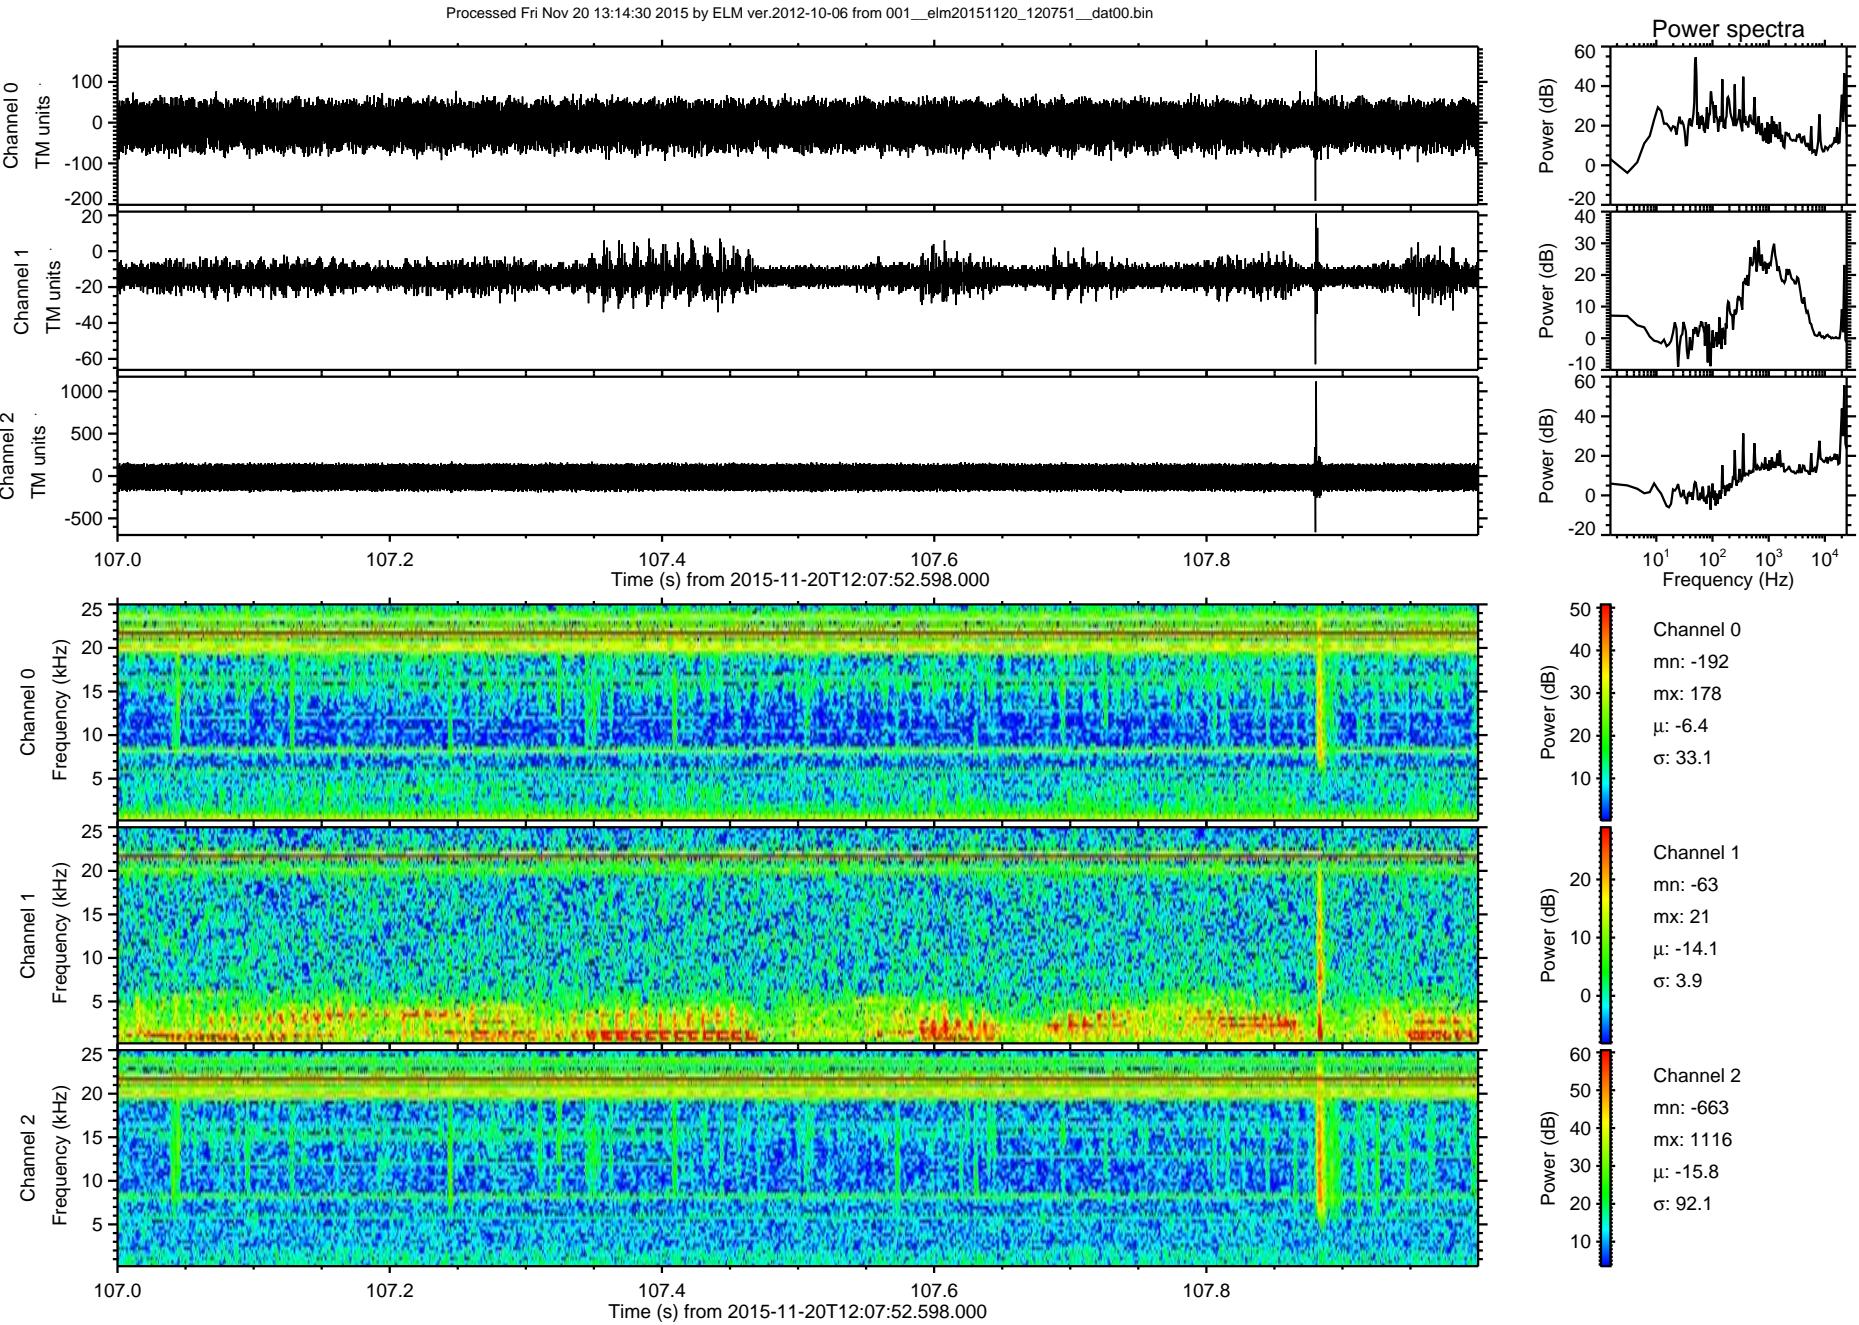 Processed Fri Nov 20 13:14:30 2015 by ELM ver.2012-10-06 from 001__elm20151120_120751__dat00.bin
Power spectra
Channel 0
TM units
100
0
-100
-200
Power (dB)
60
40
20
0
-20
Channel 1
TM units
20
0
-20
-40
-60
Power (dB)
40
30
20
10
0
-10
Channel 2
TM units
1000
500
0
-500
Power (dB)
60
40
20
0
-20
107.0 107.2 107.4 107.6 107.8
Time (s) from 2015-11-20T12:07:52.598.000
10¹ 10² 10³ 10⁴
Frequency (Hz)
Channel 0
Frequency (kHz)
25
20
15
10
5
Power (dB)
50
40
30
20
10
Channel 0
mn: -192
mx: 178
μ: -6.4
σ: 33.1
Channel 1
Frequency (kHz)
25
20
15
10
5
Power (dB)
20
10
0
Channel 1
mn: -63
mx: 21
μ: -14.1
σ: 3.9
Channel 2
Frequency (kHz)
25
20
15
10
5
Power (dB)
60
50
40
30
20
10
Channel 2
mn: -663
mx: 1116
μ: -15.8
σ: 92.1
107.0 107.2 107.4 107.6 107.8
Time (s) from 2015-11-20T12:07:52.598.000